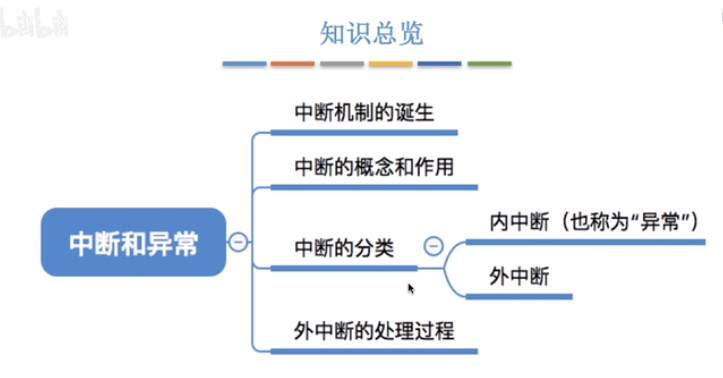 bilibili
知识总览
中断机制的诞生
中断的概念和作用
中断和异常
中断的分类
内中断（也称为“异常”）
外中断
外中断的处理过程